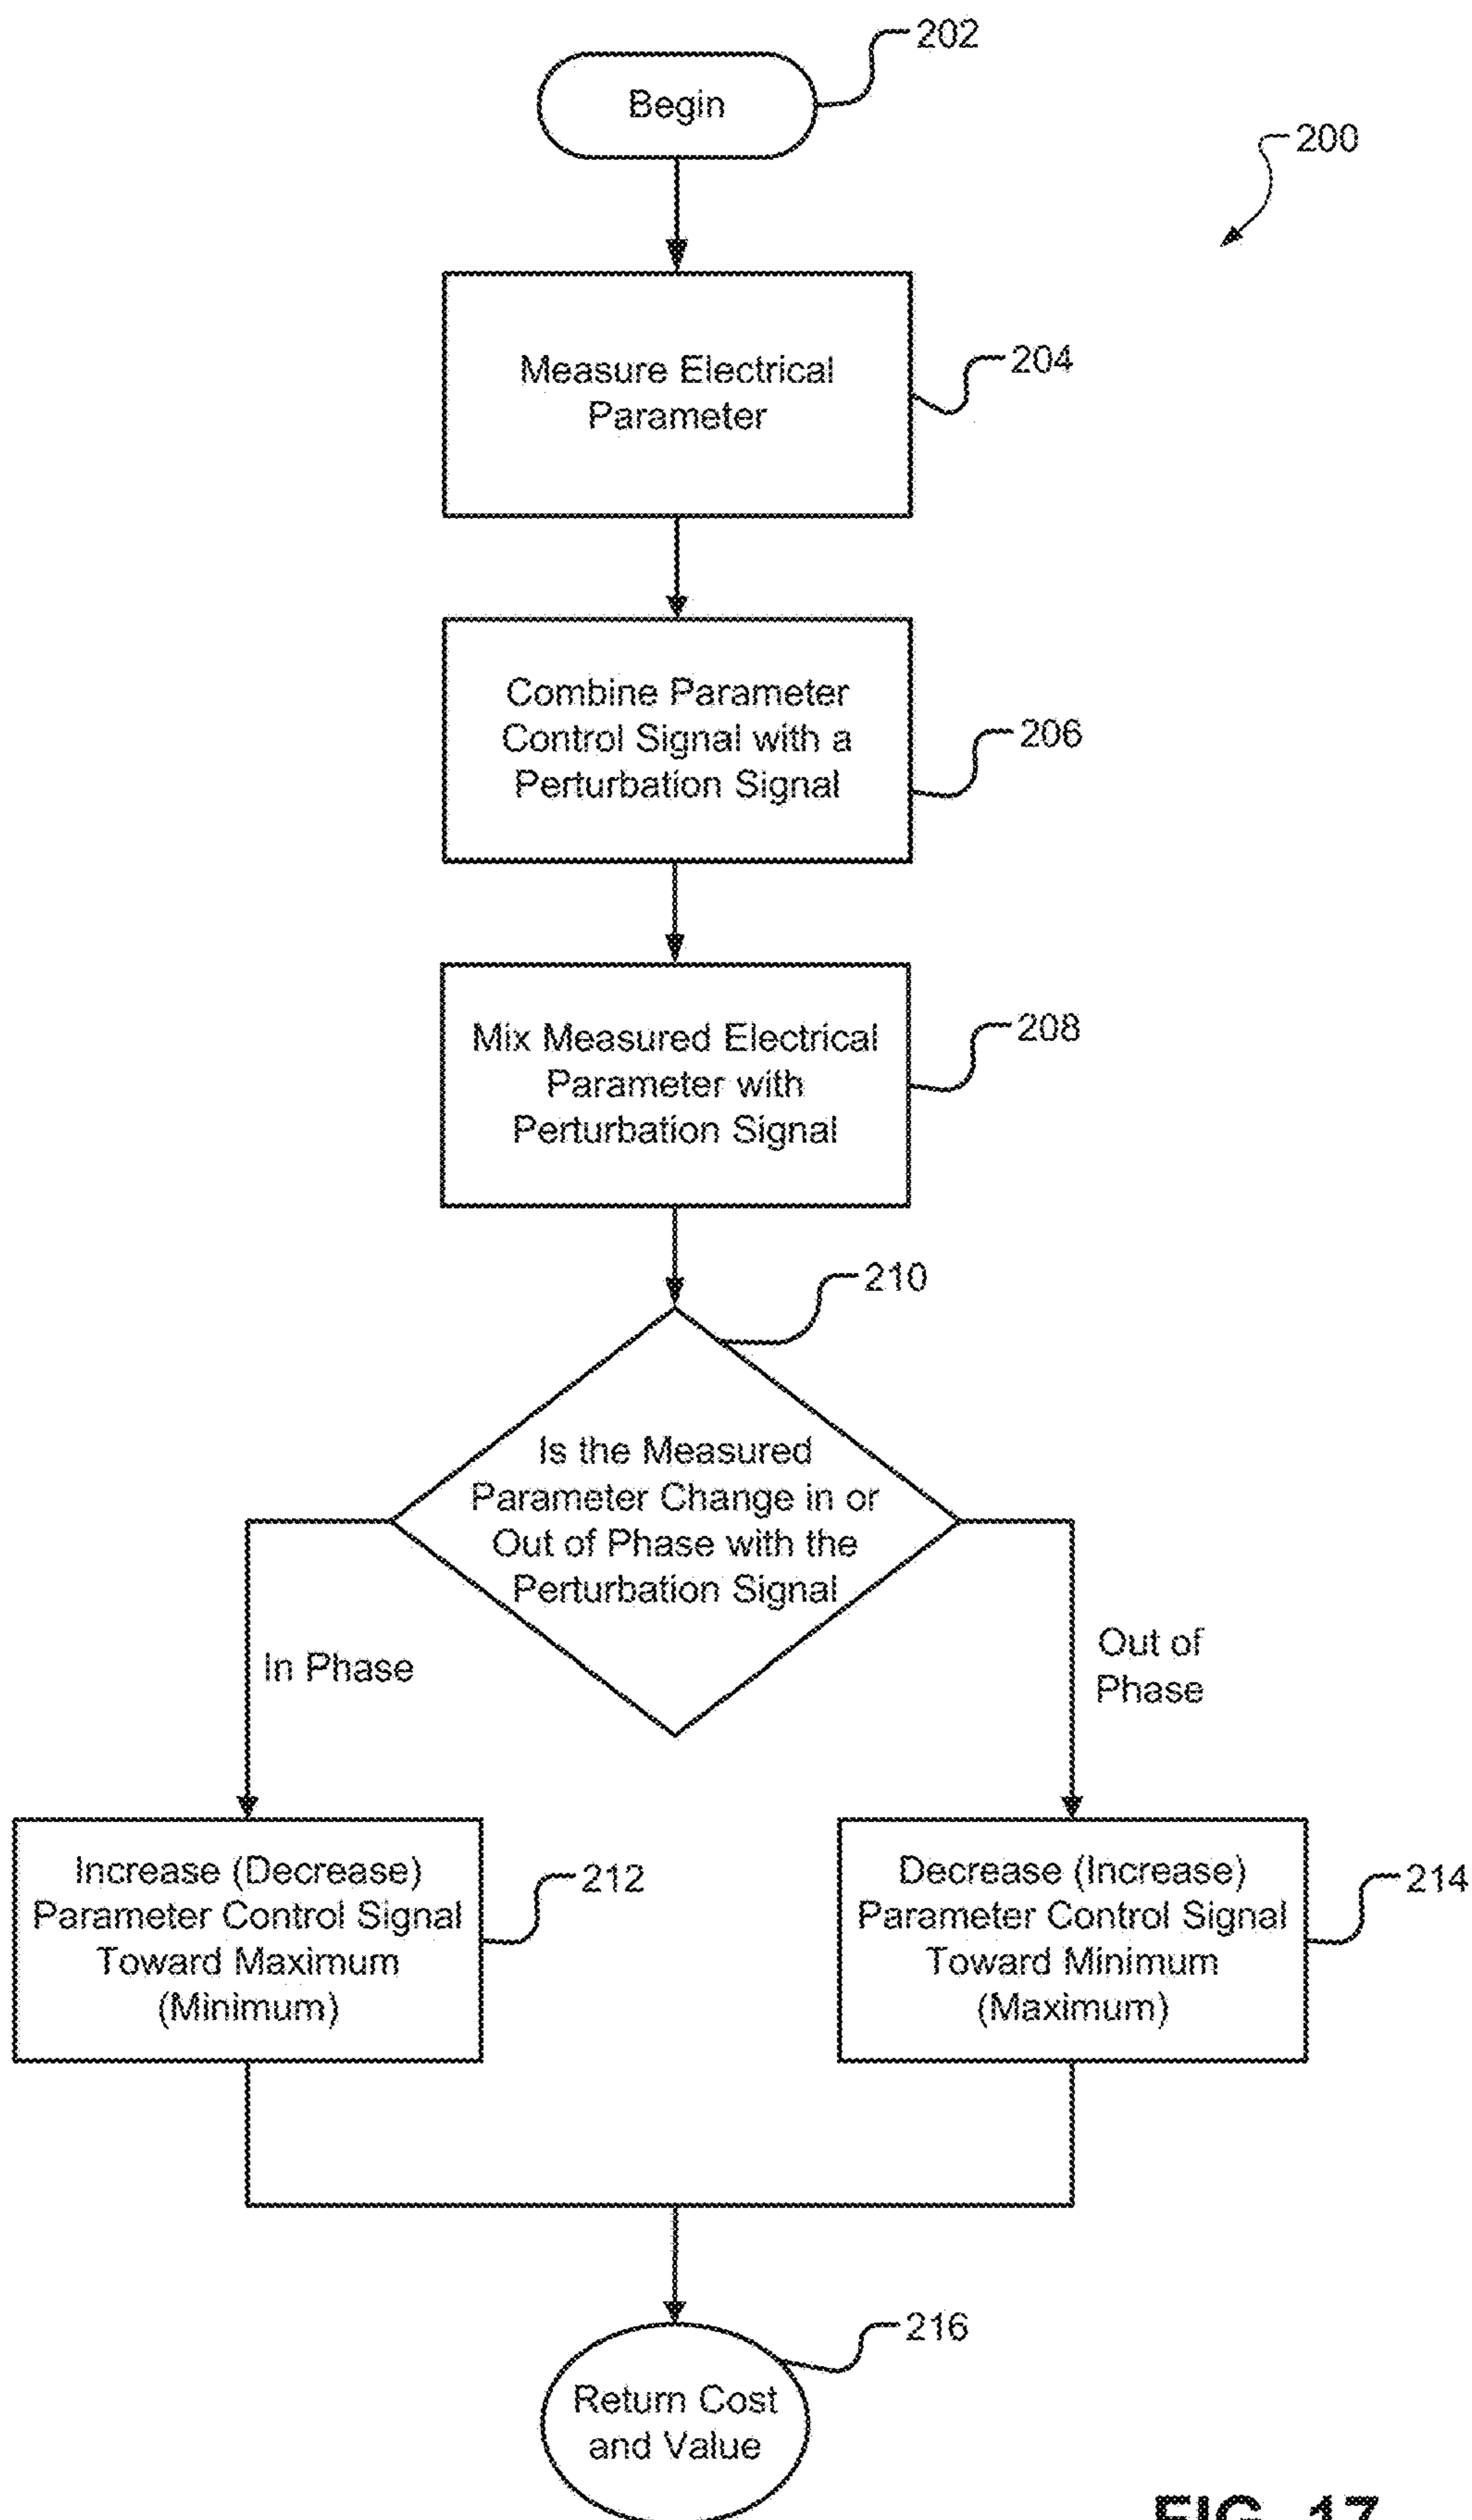 202
Begin
200
Measure Electrical
Parameter
204
Combine Parameter
Control Signal with a
Perturbation Signal
206
Mix Measured Electrical
Parameter with
Perturbation Signal
208
210
Is the Measured
Parameter Change in or
Out of Phase with the
Perturbation Signal
In Phase
Out of
Phase
Increase (Decrease)
Parameter Control Signal
Toward Maximum
(Minimum)
212
Decrease (Increase)
Parameter Control Signal
Toward Minimum
(Maximum)
214
216
Return Cost
and Value
FIG. 17